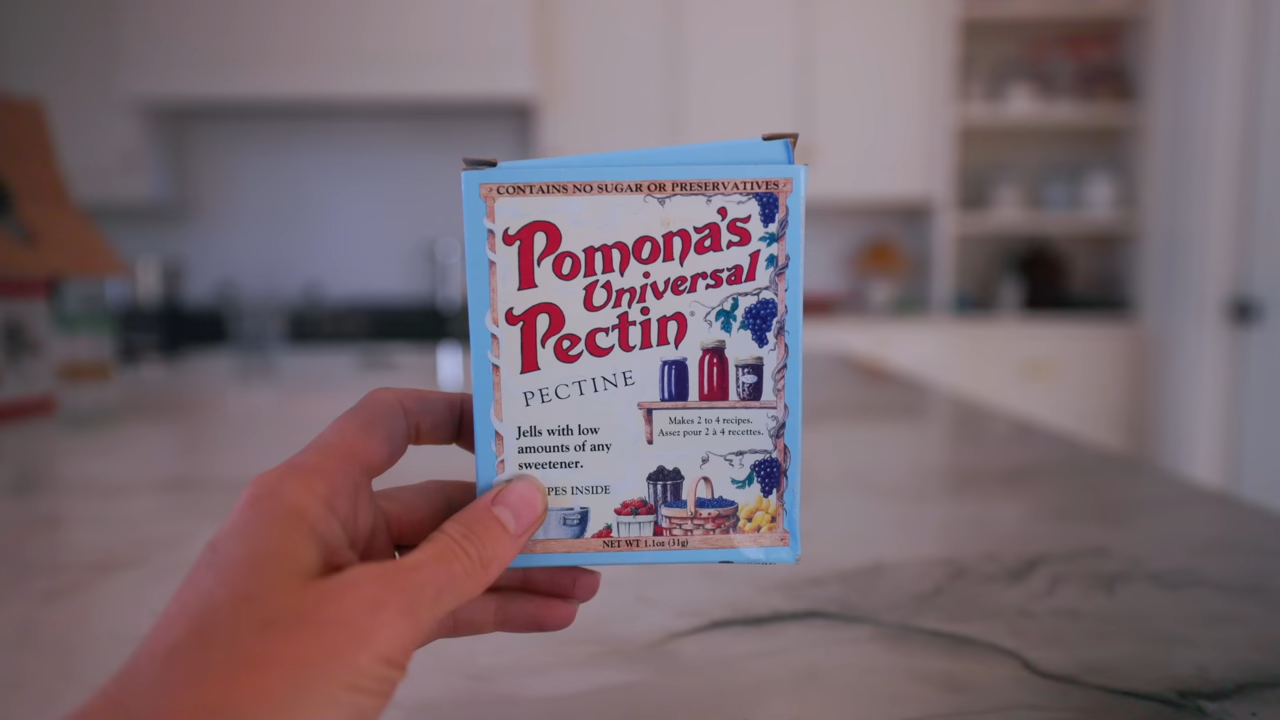 CONTAINS NO SUGAR OR PRESERVATIVES
Pomona's
Universal
Pectin®
PECTINE
Makes 2 to 4 recipes.
Assez pour 2 à 4 recettes.
Jells with low
amounts of any
sweetener.
INSIDE
NET WT 1.1oz (31g)